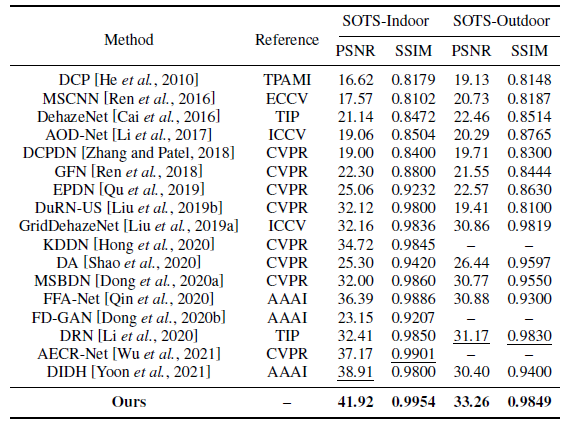 SOTS-Indoor SOTS-Outdoor
Method Reference
PSNR SSIM PSNR SSIM
DCP [He et al., 2010] TPAMI 16.62 0.8179 19.13 0.8148
MSCNN [Ren et al., 2016] ECCV 17.57 0.8102 20.73 0.8187
DehazeNet [Cai et al., 2016] TIP 21.14 0.8472 22.46 0.8514
AOD-Net [Li et al., 2017] ICCV 19.06 0.8504 20.29 0.8765
DCPDN [Zhang and Patel, 2018] CVPR 19.00 0.8400 19.71 0.8300
GFN [Ren et al., 2018] CVPR 22.30 0.8800 21.55 0.8444
EPDN [Qu et al., 2019] CVPR 25.06 0.9232 22.57 0.8630
DuRN-US [Liu et al., 2019b] CVPR 32.12 0.9800 19.41 0.8100
GridDehazeNet [Liu et al., 2019a] ICCV 32.16 0.9836 30.86 0.9819
KDDN [Hong et al., 2020] CVPR 34.72 0.9845 – –
DA [Shao et al., 2020] CVPR 25.30 0.9420 26.44 0.9597
MSBDN [Dong et al., 2020a] CVPR 32.00 0.9860 30.77 0.9550
FFA-Net [Qin et al., 2020] AAAI 36.39 0.9886 30.88 0.9300
FD-GAN [Dong et al., 2020b] AAAI 23.15 0.9207 – –
DRN [Li et al., 2020] TIP 32.41 0.9850 31.17 0.9830
AECR-Net [Wu et al., 2021] CVPR 37.17 0.9901 – –
DIDH [Yoon et al., 2021] AAAI 38.91 0.9800 30.40 0.9400
Ours – 41.92 0.9954 33.26 0.9849